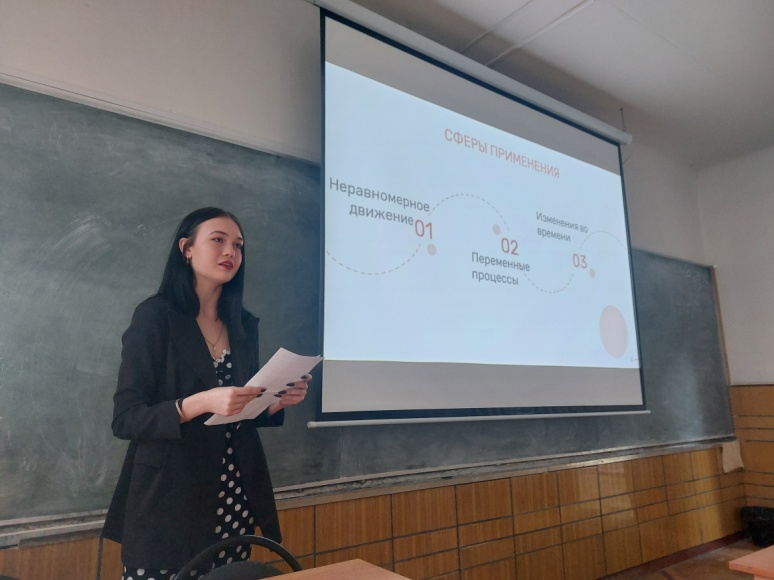 СФЕРЫ ПРИМЕНЕНИЯ
Неравномерное
движение
01
02
Переменные
процессы
Изменения во
времени
03